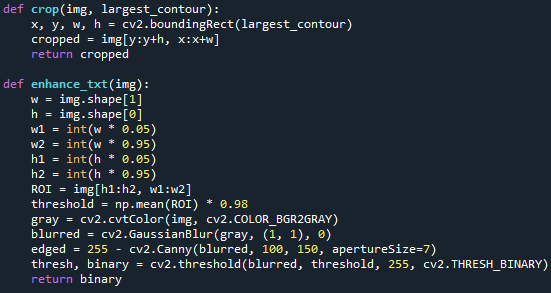 def crop(img, largest_contour):
    x, y, w, h = cv2.boundingRect(largest_contour)
    cropped = img[y:y+h, x:x+w]
    return cropped

def enhance_txt(img):
    w = img.shape[1]
    h = img.shape[0]
    w1 = int(w * 0.05)
    w2 = int(w * 0.95)
    h1 = int(h * 0.05)
    h2 = int(h * 0.95)
    ROI = img[h1:h2, w1:w2]
    threshold = np.mean(ROI) * 0.98
    gray = cv2.cvtColor(img, cv2.COLOR_BGR2GRAY)
    blurred = cv2.GaussianBlur(gray, (1, 1), 0)
    edged = 255 - cv2.Canny(blurred, 100, 150, apertureSize=7)
    thresh, binary = cv2.threshold(blurred, threshold, 255, cv2.THRESH_BINARY)
    return binary